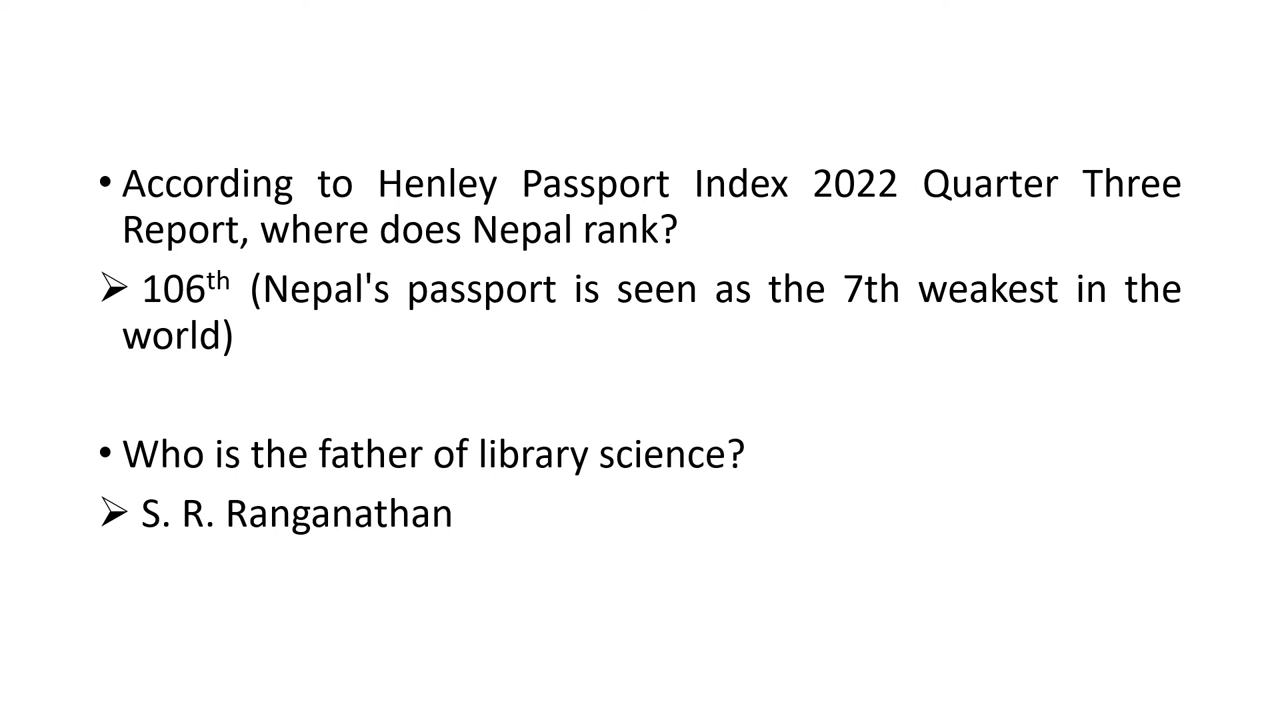 • According to Henley Passport Index 2022 Quarter Three
Report, where does Nepal rank?
➢ 106th (Nepal's passport is seen as the 7th weakest in the
world)
• Who is the father of library science?
➢ S. R. Ranganathan